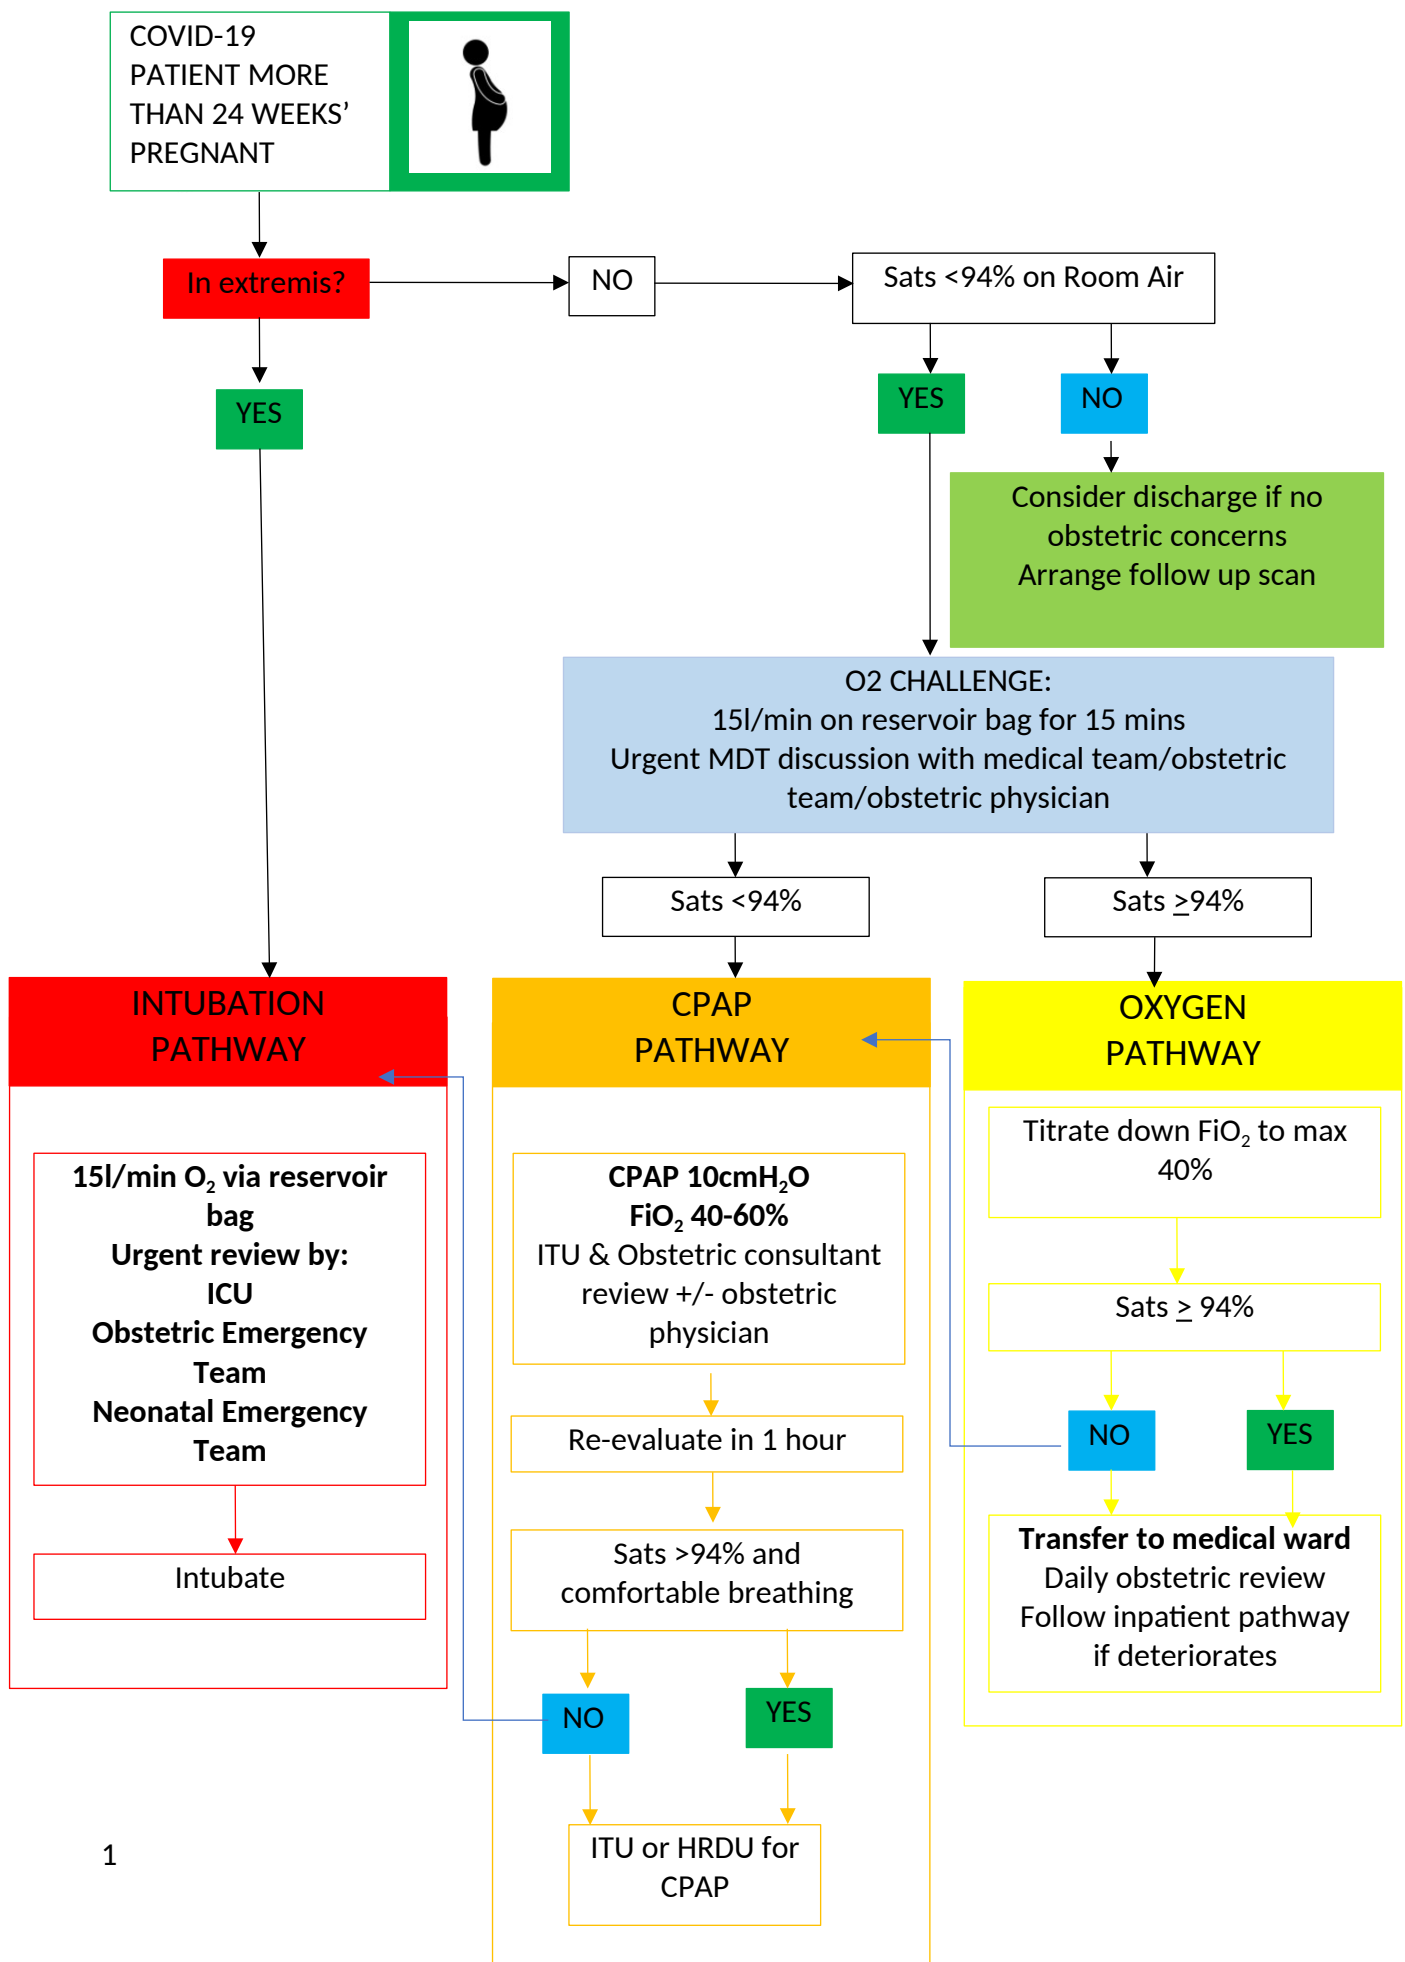 COVID-19
PATIENT MORE
THAN 24 WEEKS’
PREGNANT
In extremis?
NO
Sats <94% on Room Air
YES
YES
NO
Consider discharge if no
obstetric concerns
Arrange follow up scan
O2 CHALLENGE:
15l/min on reservoir bag for 15 mins
Urgent MDT discussion with medical team/obstetric
team/obstetric physician
Sats <94%
Sats >94%
INTUBATION
PATHWAY
15l/min O2 via reservoir
bag
Urgent review by:
ICU
Obstetric Emergency
Team
Neonatal Emergency
Team
Intubate
CPAP
PATHWAY
CPAP 10cmH2O
FiO2 40-60%
ITU & Obstetric consultant
review +/- obstetric
physician
Re-evaluate in 1 hour
Sats >94% and
comfortable breathing
NO
YES
ITU or HRDU for
CPAP
OXYGEN
PATHWAY
Titrate down FiO2 to max
40%
Sats > 94%
NO
YES
Transfer to medical ward
Daily obstetric review
Follow inpatient pathway
if deteriorates
1